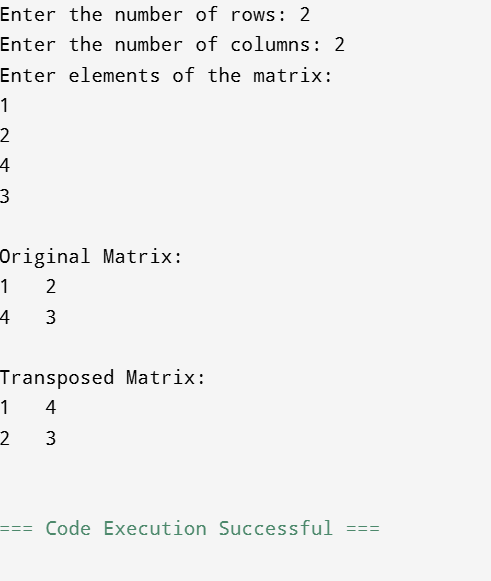 Enter the number of rows: 2
Enter the number of columns: 2
Enter elements of the matrix:
1
2
4
3
Original Matrix:
1   2
4   3
Transposed Matrix:
1   4
2   3
=== Code Execution Successful ===